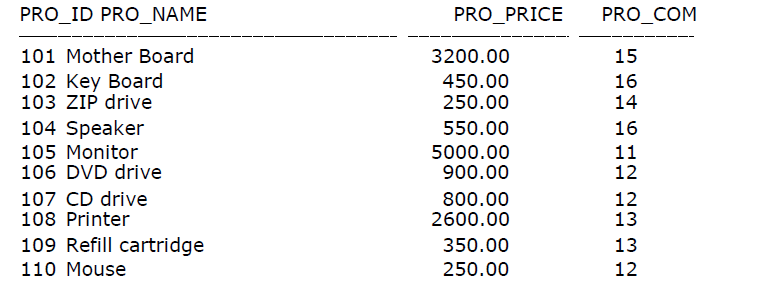 PRO_ID PRO_NAME PRO_PRICE PRO_COM
101 Mother Board 3200.00 15
102 Key Board 450.00 16
103 ZIP drive 250.00 14
104 Speaker 550.00 16
105 Monitor 5000.00 11
106 DVD drive 900.00 12
107 CD drive 800.00 12
108 Printer 2600.00 13
109 Refill cartridge 350.00 13
110 Mouse 250.00 12